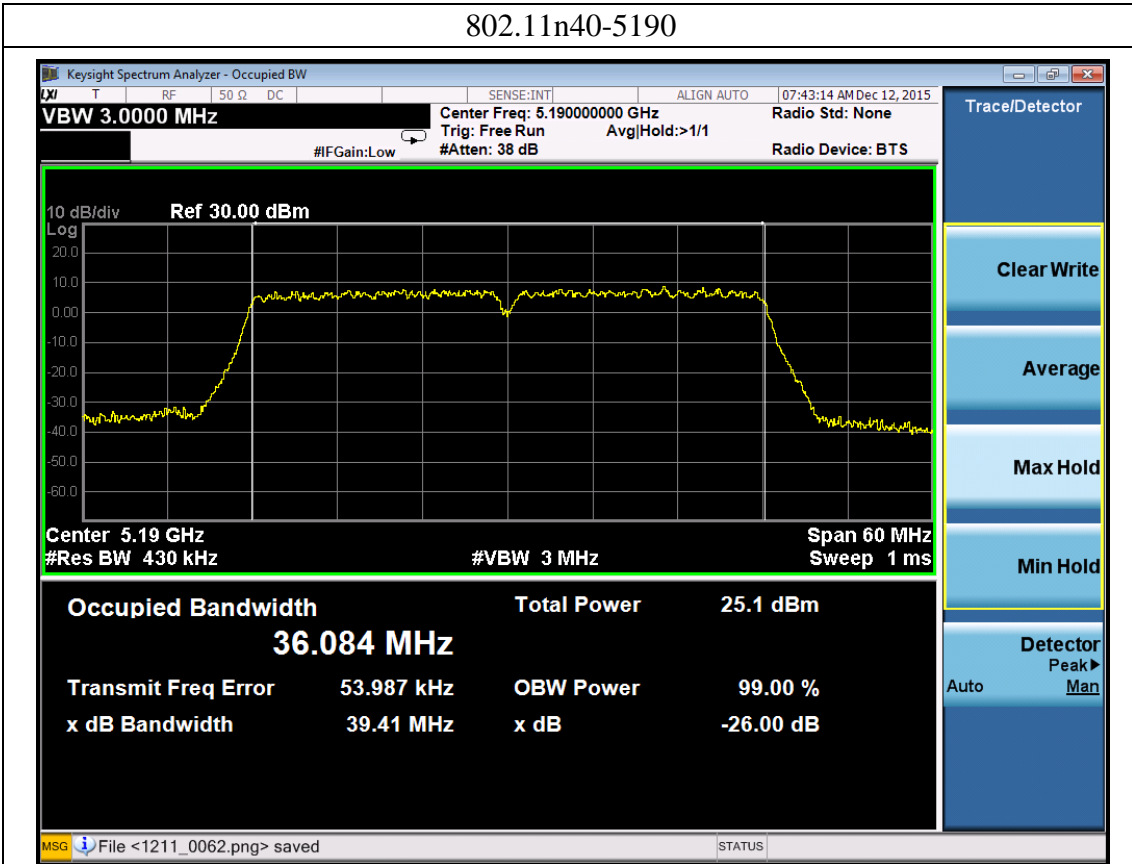 802.11n40-5190
Keysight Spectrum Analyzer - Occupied BW
LXI T RF 50 Ω DC SENSE:INT ALIGN AUTO 07:43:14 AM Dec 12, 2015
VBW 3.0000 MHz
Center Freq: 5.190000000 GHz Radio Std: None
Trig: Free Run Avg|Hold:>1/1
#IFGain:Low #Atten: 38 dB Radio Device: BTS
10 dB/div Ref 30.00 dBm
Log
20.0
10.0
0.00
-10.0
-20.0
-30.0
-40.0
-50.0
-60.0
Center 5.19 GHz Span 60 MHz
#Res BW 430 kHz #VBW 3 MHz Sweep 1 ms
Occupied Bandwidth Total Power 25.1 dBm
36.084 MHz
Transmit Freq Error 53.987 kHz OBW Power 99.00 %
x dB Bandwidth 39.41 MHz x dB -26.00 dB
Trace/Detector
Clear Write
Average
Max Hold
Min Hold
Detector
Peak▶
Auto Man
MSG File <1211_0062.png> saved STATUS